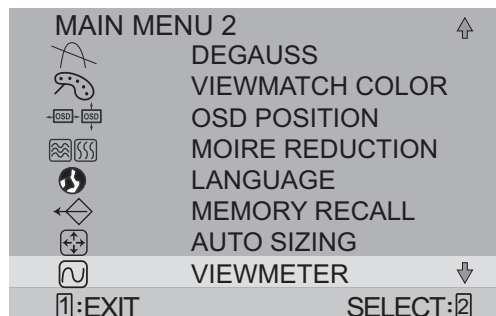 MAIN MENU 2
DEGAUSS
VIEWMATCH COLOR
OSD OSD OSD POSITION
MOIRE REDUCTION
LANGUAGE
MEMORY RECALL
AUTO SIZING
VIEWMETER
1:EXIT SELECT:2